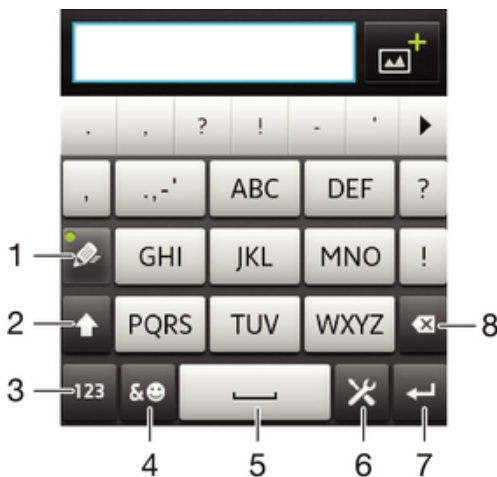 . , ? ! - '
, .,-' ABC DEF ?
1 GHI JKL MNO !
2 PQRS TUV WXYZ 8
3 123 &
4 5 6 7